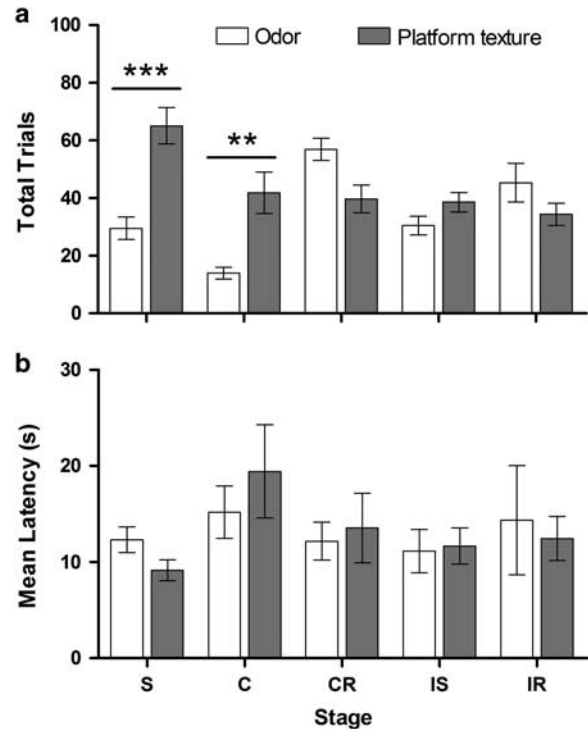 a
Odor
Platform texture
***
**
100
80
60
40
20
0
Total Trials
b
30
20
10
0
Mean Latency (s)
S C CR IS IR
Stage